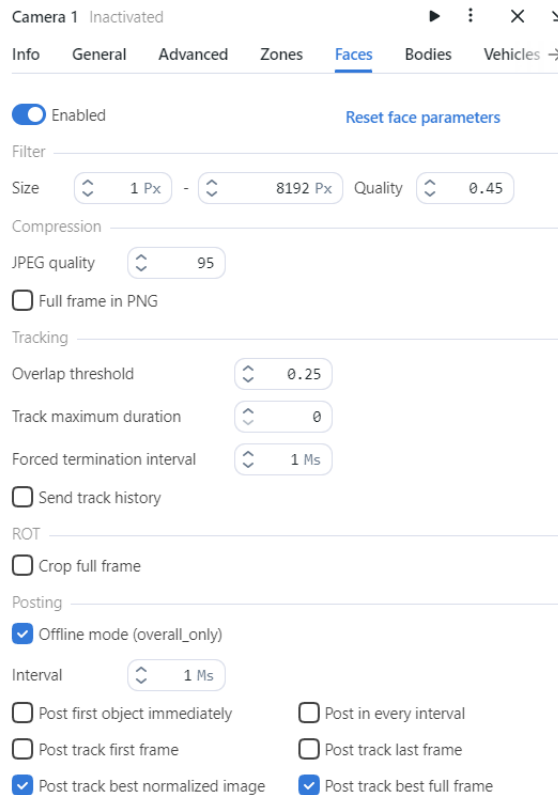 Camera 1 Inactivated
Info General Advanced Zones Faces Bodies Vehicles
Enabled Reset face parameters
Filter
Size 1 Px - 8192 Px Quality 0.45
Compression
JPEG quality 95
Full frame in PNG
Tracking
Overlap threshold 0.25
Track maximum duration 0
Forced termination interval 1 Ms
Send track history
ROT
Crop full frame
Posting
Offline mode (overall_only)
Interval 1 Ms
Post first object immediately Post in every interval
Post track first frame Post track last frame
Post track best normalized image Post track best full frame